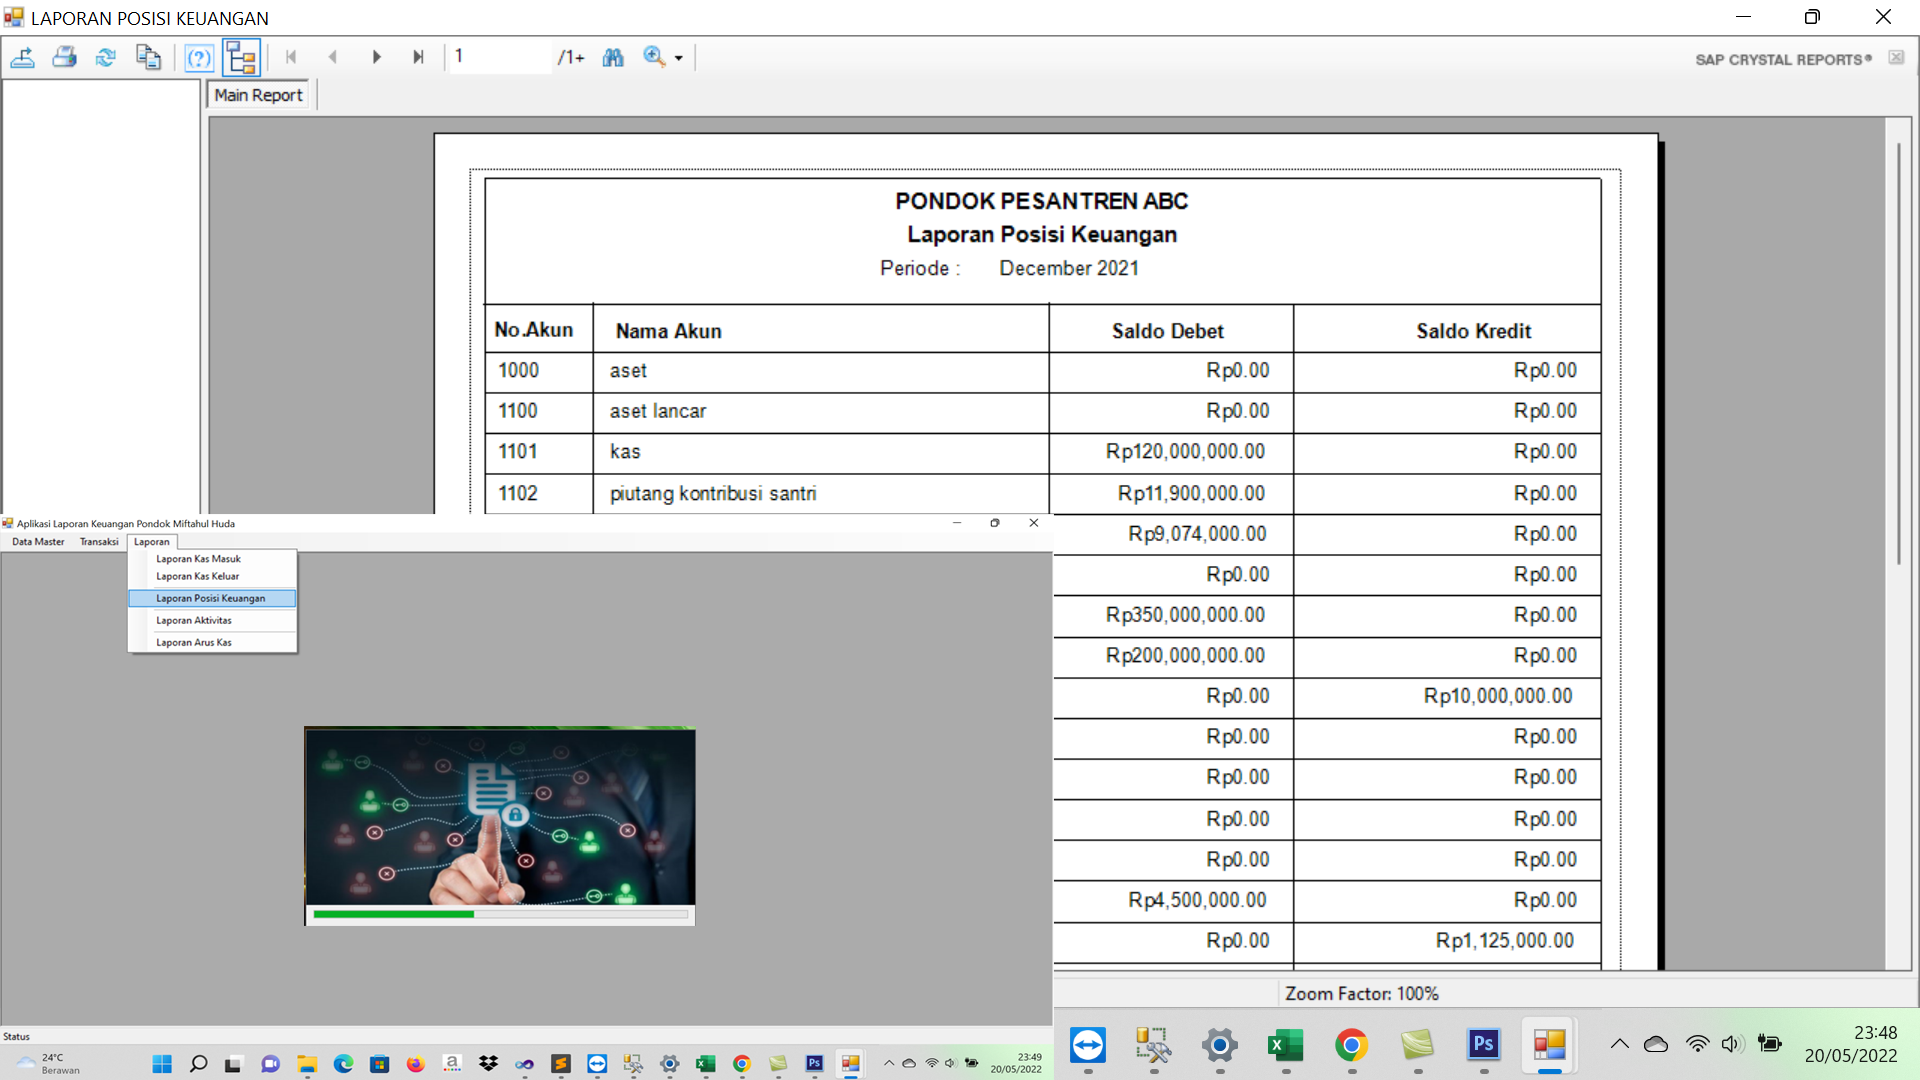 LAPORAN POSISI KEUANGAN
1 /1+
SAP CRYSTAL REPORTS®
Main Report
PONDOK PESANTREN ABC
Laporan Posisi Keuangan
Periode : December 2021
No.Akun Nama Akun Saldo Debet Saldo Kredit
1000 aset Rp0.00 Rp0.00
1100 aset lancar Rp0.00 Rp0.00
1101 kas Rp120,000,000.00 Rp0.00
1102 piutang kontribusi santri Rp11,900,000.00 Rp0.00
Rp9,074,000.00 Rp0.00
Rp0.00 Rp0.00
Rp350,000,000.00 Rp0.00
Rp200,000,000.00 Rp0.00
Rp0.00 Rp10,000,000.00
Rp0.00 Rp0.00
Rp0.00 Rp0.00
Rp0.00 Rp0.00
Rp0.00 Rp0.00
Rp4,500,000.00 Rp0.00
Rp0.00 Rp1,125,000.00
Zoom Factor: 100%
Ps
23:48
20/05/2022
Aplikasi Laporan Keuangan Pondok Miftahul Huda
Data Master Transaksi Laporan
Laporan Kas Masuk
Laporan Kas Keluar
Laporan Posisi Keuangan
Laporan Aktivitas
Laporan Arus Kas
Status
24°C
Berawan
a
Ps
23:49
20/05/2022